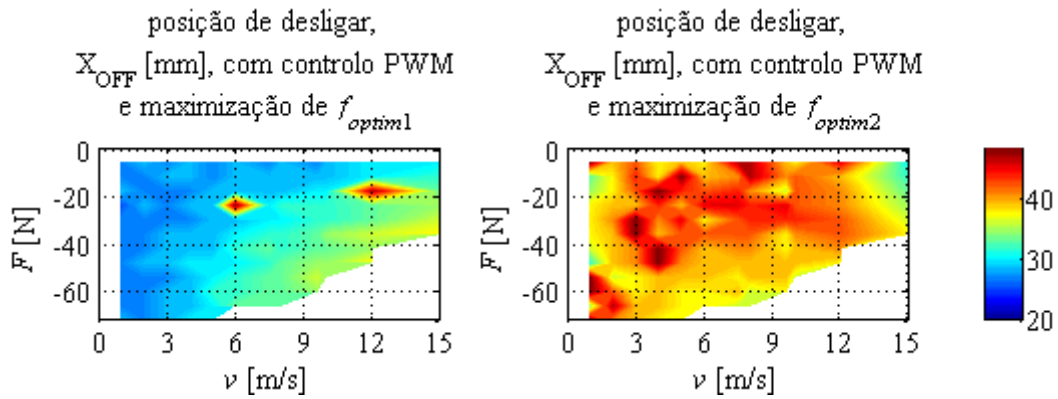 posição de desligar,
X_OFF [mm], com controlo PWM
e maximização de f_optim1
0
-20
-40
-60
F [N]
0 3 6 9 12 15
v [m/s]
posição de desligar,
X_OFF [mm], com controlo PWM
e maximização de f_optim2
0
-20
-40
-60
F [N]
0 3 6 9 12 15
v [m/s]
40
30
20